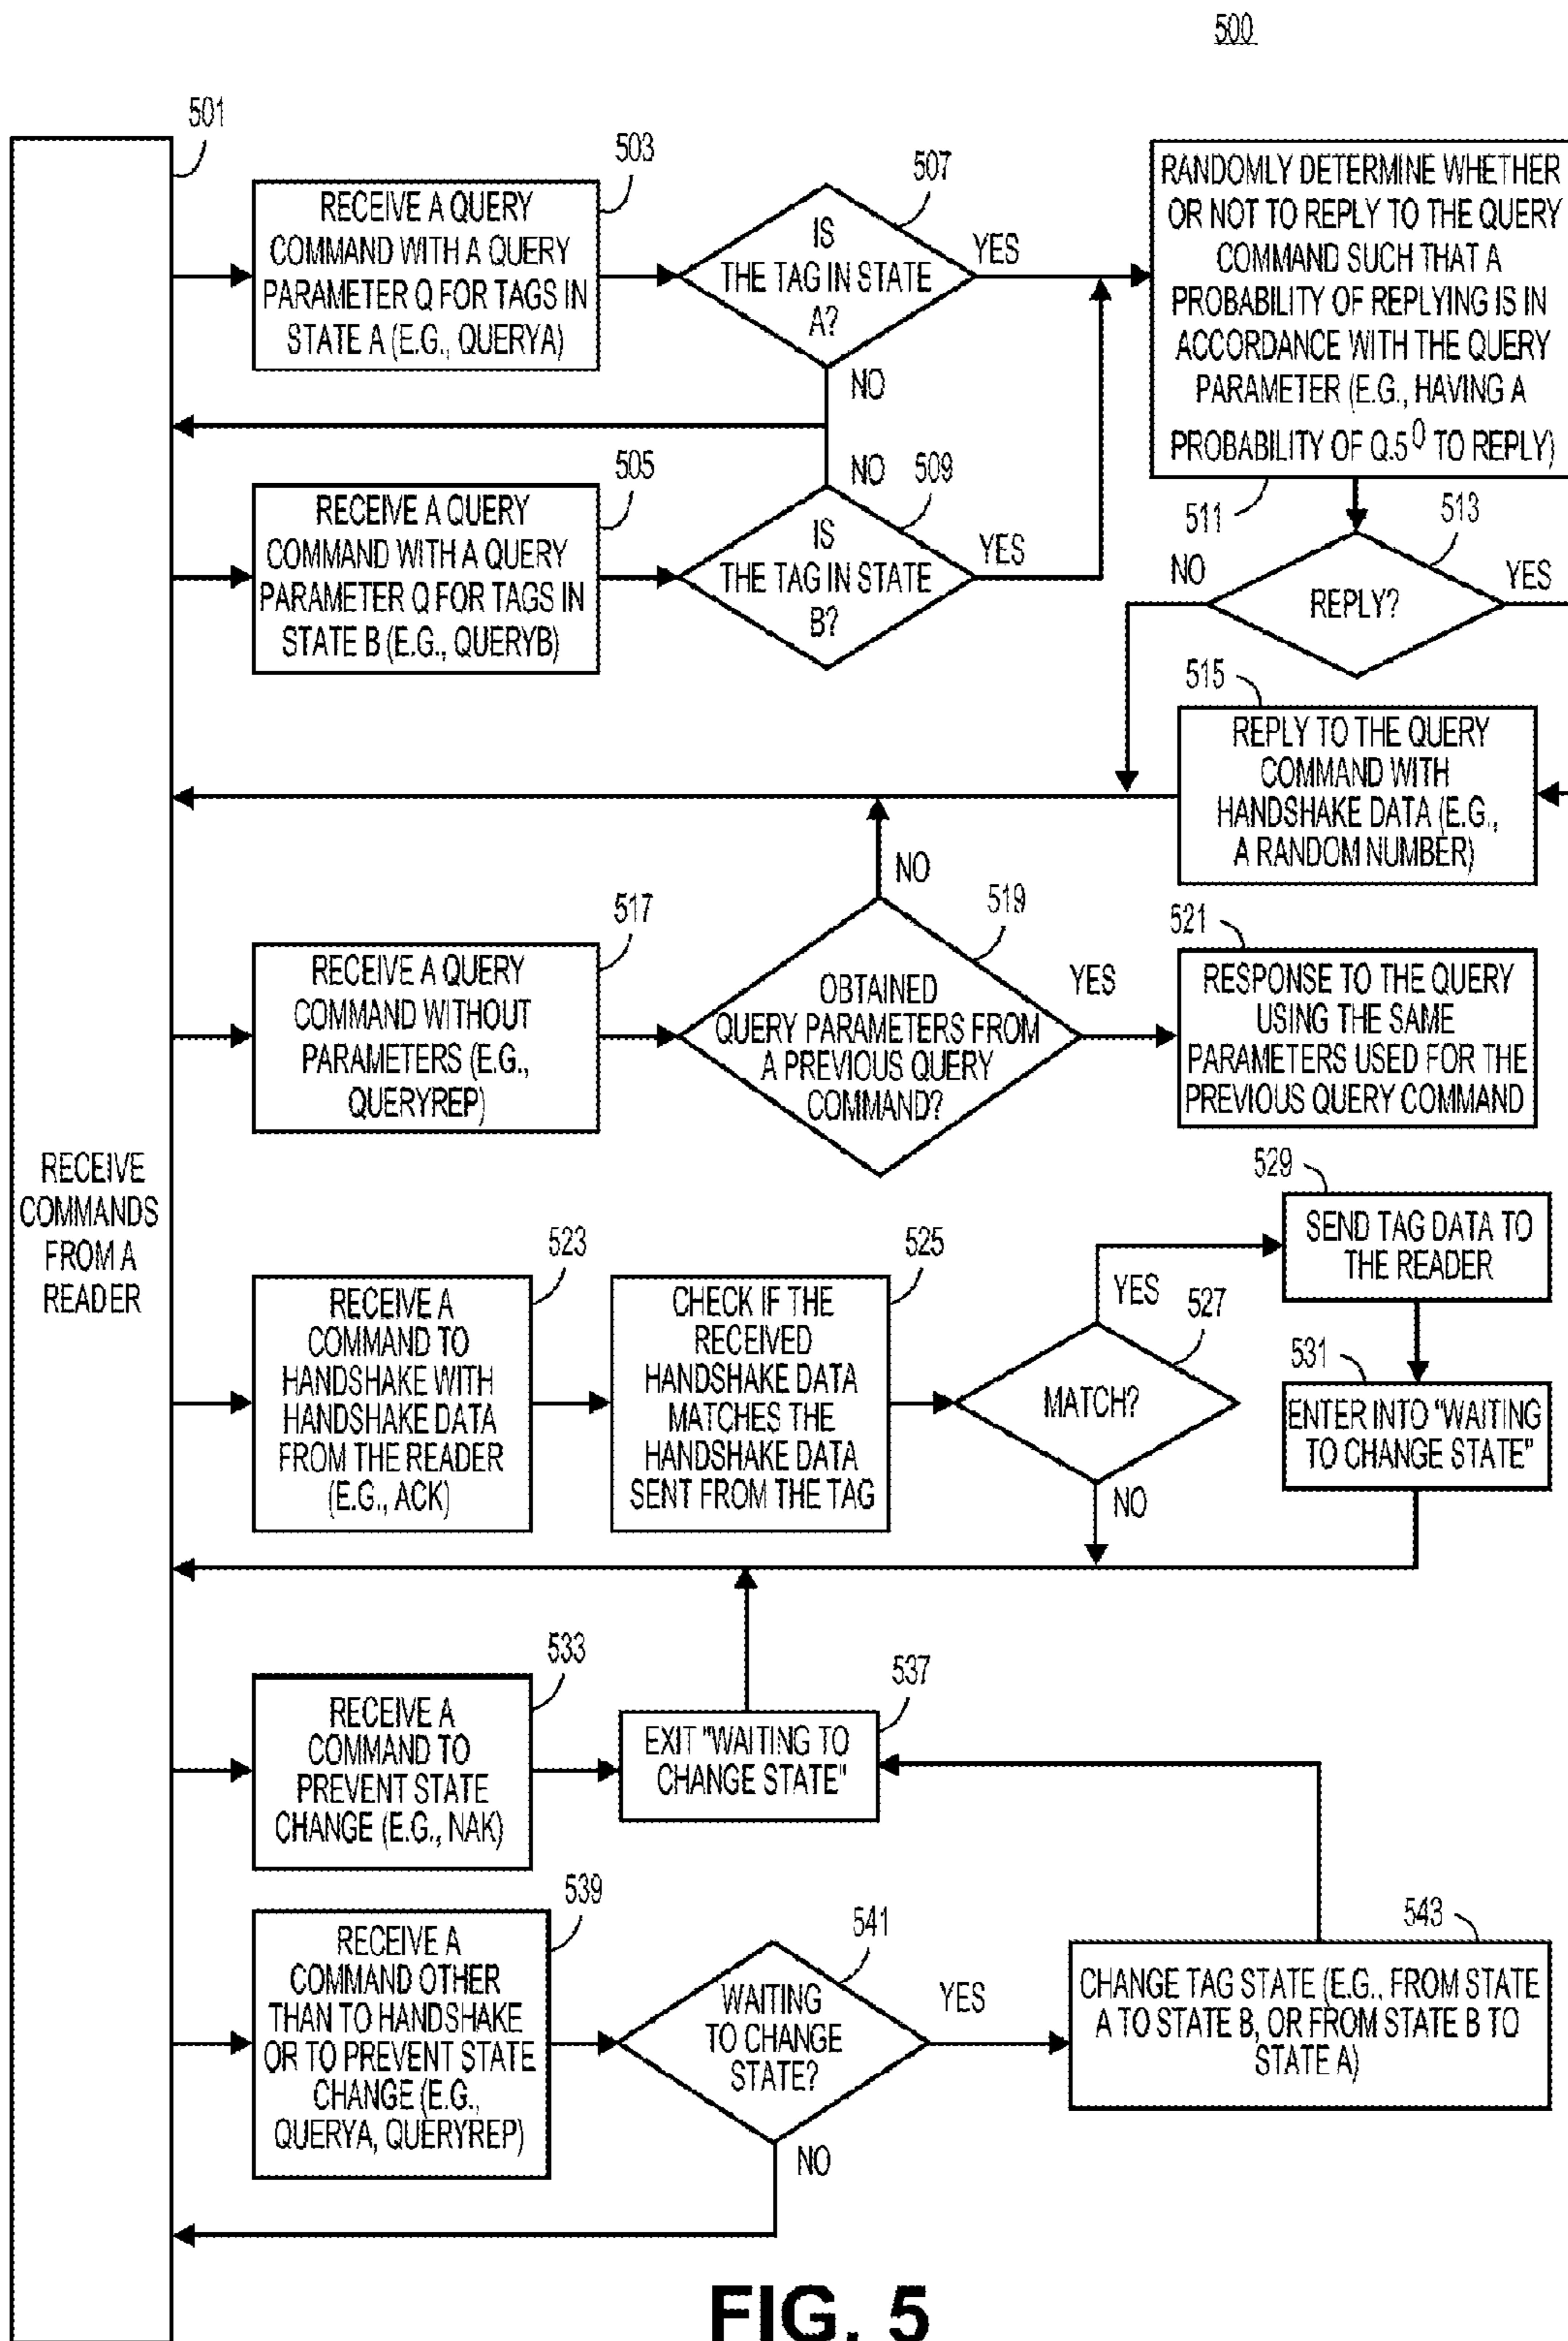 500
501
RECEIVE
COMMANDS
FROM A
READER
503
RECEIVE A QUERY
COMMAND WITH A QUERY
PARAMETER Q FOR TAGS IN
STATE A (E.G., QUERYA)
507
IS
THE TAG IN STATE
A?
YES
NO
RANDOMLY DETERMINE WHETHER
OR NOT TO REPLY TO THE QUERY
COMMAND SUCH THAT A
PROBABILITY OF REPLYING IS IN
ACCORDANCE WITH THE QUERY
PARAMETER (E.G., HAVING A
PROBABILITY OF Q.5⁰ TO REPLY)
511
505
RECEIVE A QUERY
COMMAND WITH A QUERY
PARAMETER Q FOR TAGS IN
STATE B (E.G., QUERYB)
NO
509
IS
THE TAG IN STATE
B?
YES
513
NO
REPLY?
YES
515
REPLY TO THE QUERY
COMMAND WITH
HANDSHAKE DATA (E.G.,
A RANDOM NUMBER)
517
RECEIVE A QUERY
COMMAND WITHOUT
PARAMETERS (E.G.,
QUERYREP)
NO
519
OBTAINED
QUERY PARAMETERS FROM
A PREVIOUS QUERY
COMMAND?
YES
521
RESPONSE TO THE QUERY
USING THE SAME
PARAMETERS USED FOR THE
PREVIOUS QUERY COMMAND
523
RECEIVE A
COMMAND TO
HANDSHAKE WITH
HANDSHAKE DATA
FROM THE READER
(E.G., ACK)
525
CHECK IF THE
RECEIVED
HANDSHAKE DATA
MATCHES THE
HANDSHAKE DATA
SENT FROM THE TAG
YES
527
MATCH?
NO
529
SEND TAG DATA TO
THE READER
531
ENTER INTO "WAITING
TO CHANGE STATE"
533
RECEIVE A
COMMAND TO
PREVENT STATE
CHANGE (E.G., NAK)
537
EXIT "WAITING TO
CHANGE STATE"
539
RECEIVE A
COMMAND OTHER
THAN TO HANDSHAKE
OR TO PREVENT STATE
CHANGE (E.G.,
QUERYA, QUERYREP)
541
WAITING
TO CHANGE
STATE?
YES
NO
543
CHANGE TAG STATE (E.G., FROM STATE
A TO STATE B, OR FROM STATE B TO
STATE A)
FIG. 5